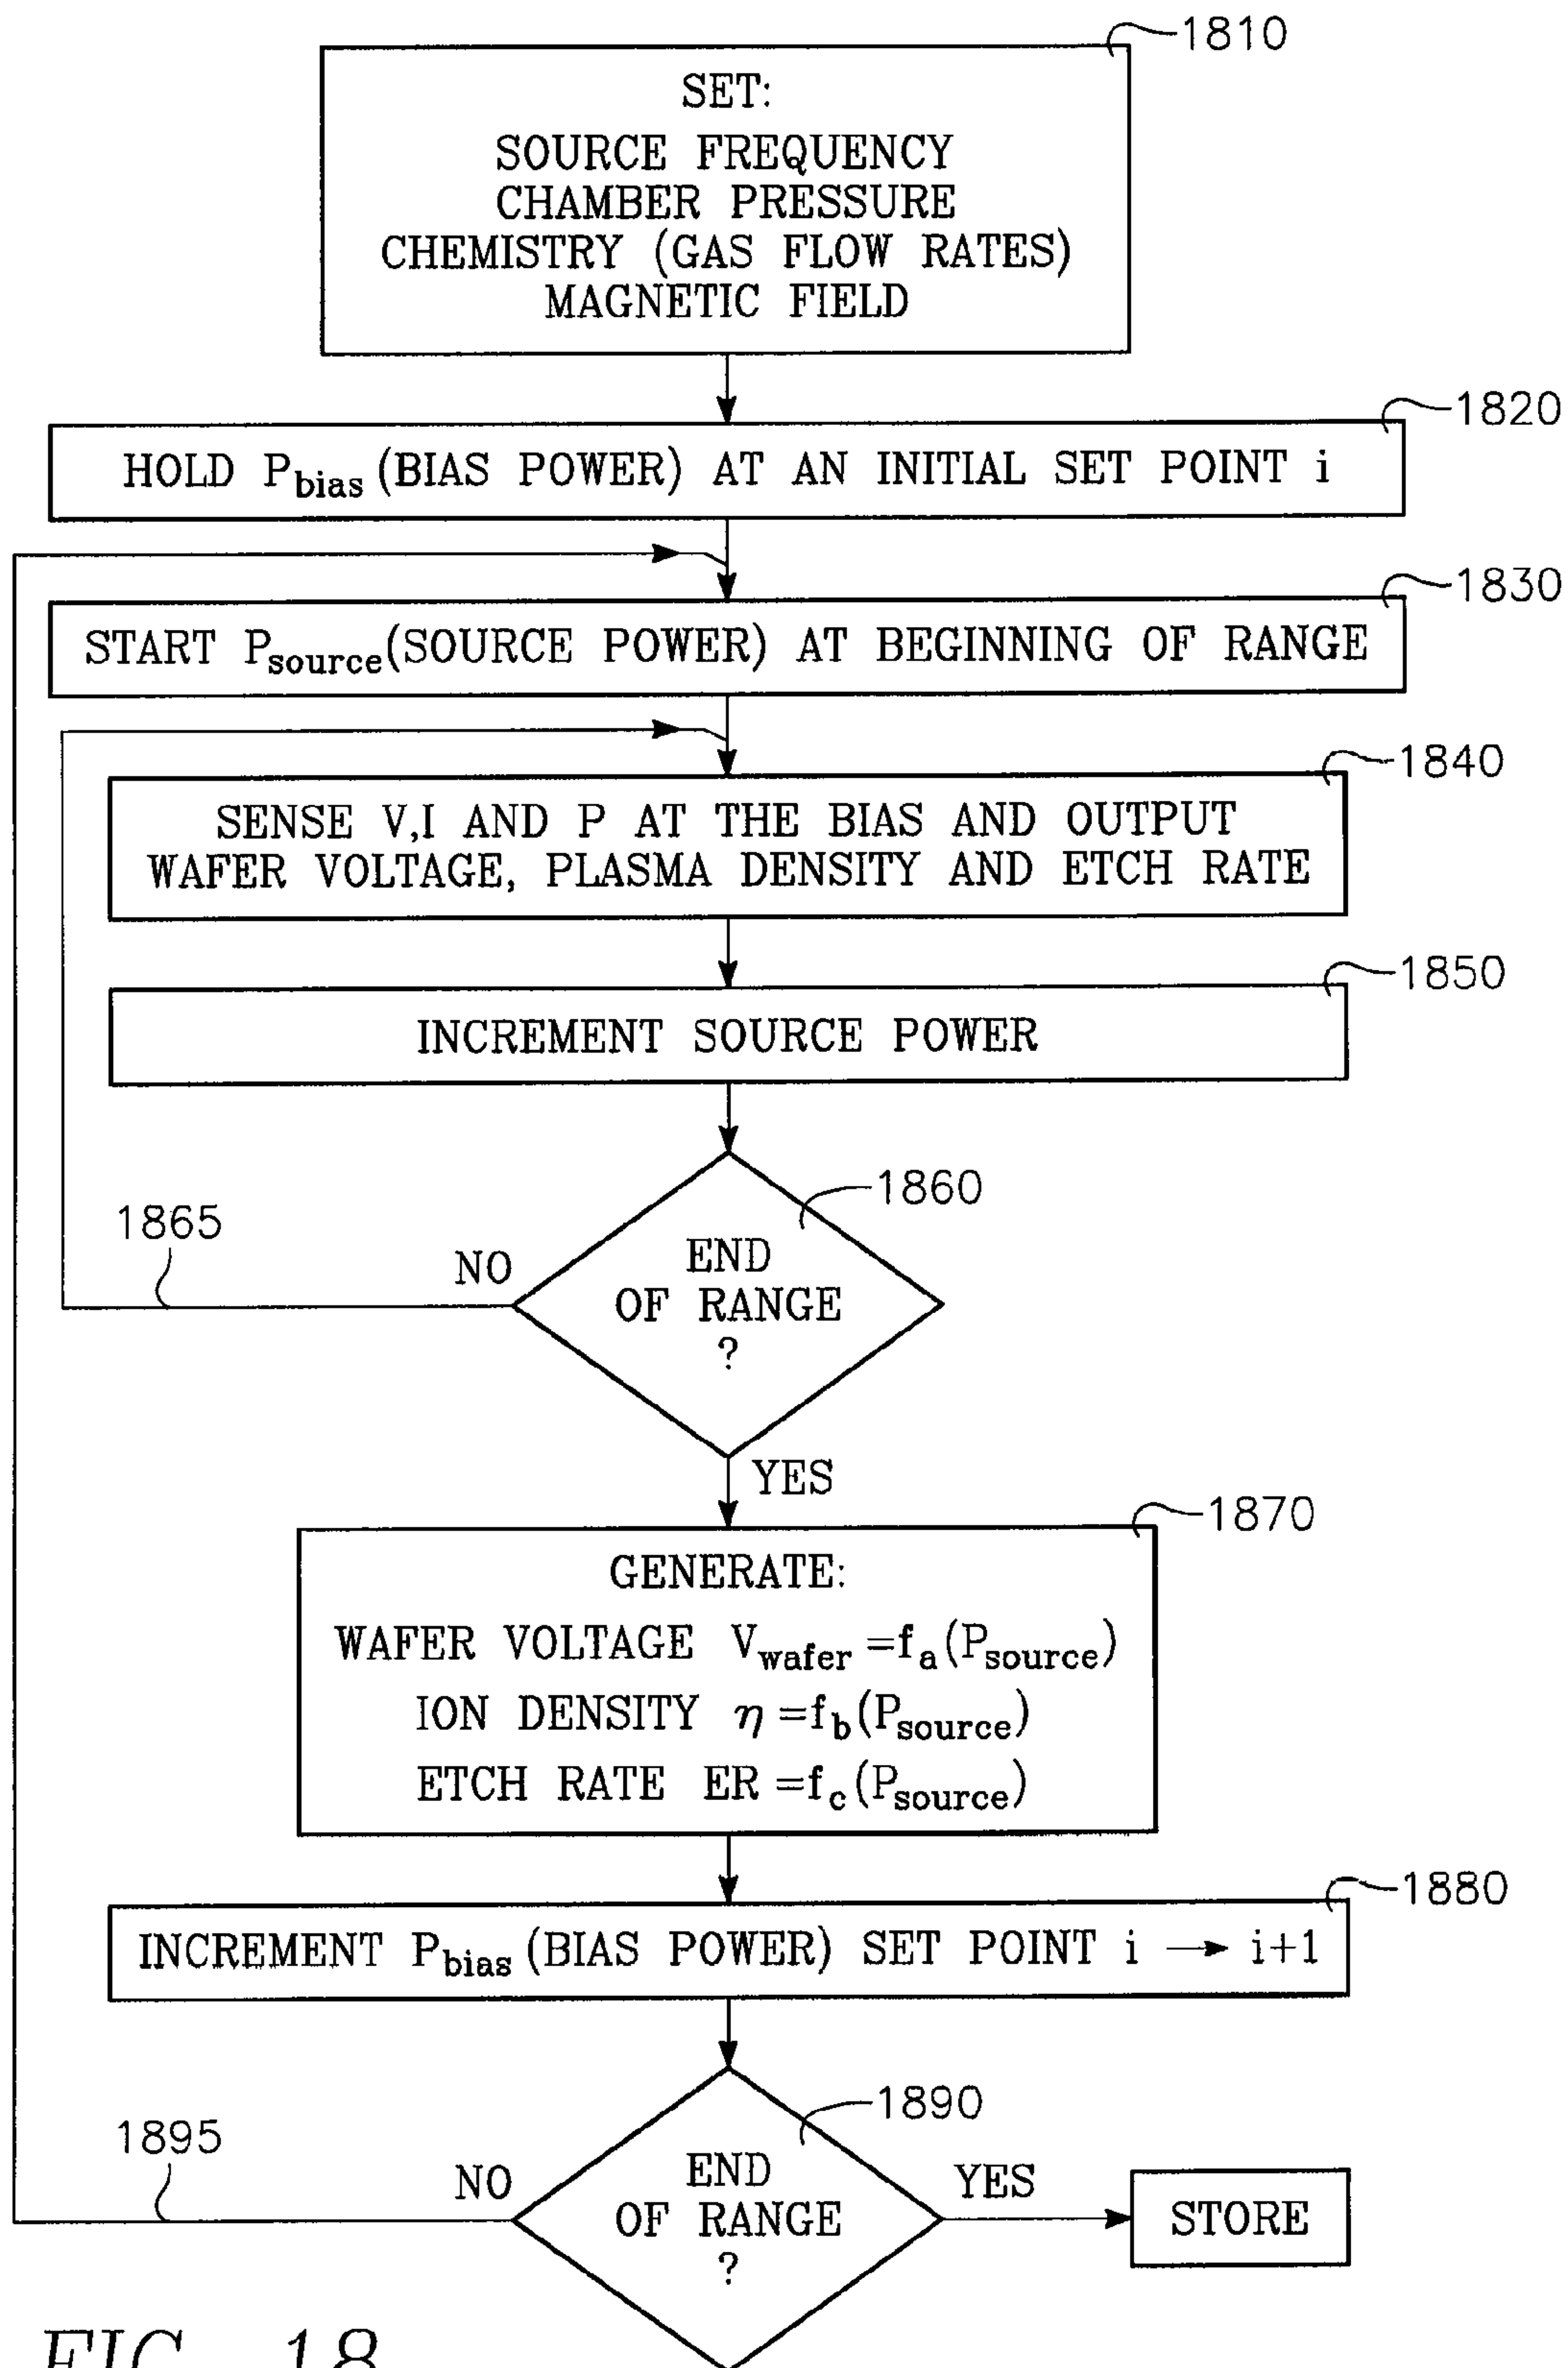 1810
SET:
SOURCE FREQUENCY
CHAMBER PRESSURE
CHEMISTRY (GAS FLOW RATES)
MAGNETIC FIELD
1820
HOLD Pbias (BIAS POWER) AT AN INITIAL SET POINT i
1830
START Psource(SOURCE POWER) AT BEGINNING OF RANGE
1840
SENSE V,I AND P AT THE BIAS AND OUTPUT
WAFER VOLTAGE, PLASMA DENSITY AND ETCH RATE
1850
INCREMENT SOURCE POWER
1860
1865
NO
END
OF RANGE
?
YES
1870
GENERATE:
WAFER VOLTAGE Vwafer =fa(Psource)
ION DENSITY η =fb(Psource)
ETCH RATE ER =fc(Psource)
1880
INCREMENT Pbias (BIAS POWER) SET POINT i → i+1
1890
1895
NO
END
OF RANGE
?
YES
STORE
FIG. 18